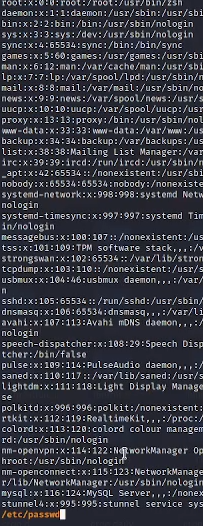 root:x:0:0:root:/root:/usr/bin/zsh
daemon:x:1:1:daemon:/usr/sbin:/us
bin:x:2:2:bin:/bin:/usr/sbin/nolo
sys:x:3:3:sys:/dev:/usr/sbin/nolo
sync:x:4:65534:sync:/bin:/bin/sync
games:x:5:60:games:/usr/games:/usr/sb
man:x:6:12:man:/var/cache/man:/usr/sb
lp:x:7:7:lp:/var/spool/lpd:/usr/sbin/n
mail:x:8:8:mail:/var/mail:/usr/sbin/no
news:x:9:9:news:/var/spool/news:/usr/s
uucp:x:10:10:uucp:/var/spool/uucp:/usr
proxy:x:13:13:proxy:/bin:/usr/sbin/nol
www-data:x:33:33:www-data:/var/www:/us
backup:x:34:34:backup:/var/backups:/us
list:x:38:38:Mailing List Manager:/var
irc:x:39:39:ircd:/run/ircd:/usr/sbin/n
_apt:x:42:65534::/nonexistent:/usr/sbi
nobody:x:65534:65534:nobody:/nonexiste
systemd-network:x:998:998:systemd Netw
nologin
systemd-timesync:x:997:997:systemd Tim
in/nologin
messagebus:x:100:107::/nonexistent:/us
tss:x:101:109:TPM software stack,,,:/v
strongswan:x:102:65534::/var/lib/stron
tcpdump:x:103:110::/nonexistent:/usr/s
usbmux:x:104:46:usbmux daemon,,,:/var/
n
sshd:x:105:65534::/run/sshd:/usr/sbin/
dnsmasq:x:106:65534:dnsmasq,,,:/var/li
avahi:x:107:113:Avahi mDNS daemon,,,:/
nologin
speech-dispatcher:x:108:29:Speech Disp
tcher:/bin/false
pulse:x:109:114:PulseAudio daemon,,,:/
saned:x:110:117::/var/lib/saned:/usr/s
lightdm:x:111:118:Light Display Manage
se
polkitd:x:996:996:polkit:/nonexistent:
rtkit:x:112:119:RealtimeKit,,,:/proc:/
colord:x:113:120:colord colour managem
rd:/usr/sbin/nologin
nm-openvpn:x:114:122:NetworkManager Op
hroot:/usr/sbin/nologin
nm-openconnect:x:115:123:NetworkManage
r/lib/NetworkManager:/usr/sbin/nologin
mysql:x:116:124:MySQL Server,,,:/nonex
stunnel4:x:995:995:stunnel service sys
/etc/passwd